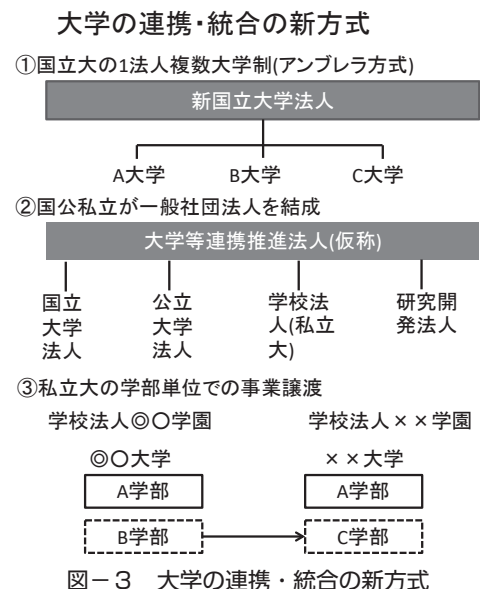 大学の連携・統合の新方式
①国立大の1法人複数大学制(アンブレラ方式)
新国立大学法人
A大学 B大学 C大学
②国公私立が一般社団法人を結成
大学等連携推進法人(仮称)
国立 公立 学校法 研究開
大学 大学 人(私立 発法人
法人 法人 大)
③私立大の学部単位での事業譲渡
学校法人◎〇学園 学校法人××学園
◎〇大学 ××大学
A学部 A学部
B学部 C学部
図－3 大学の連携・統合の新方式